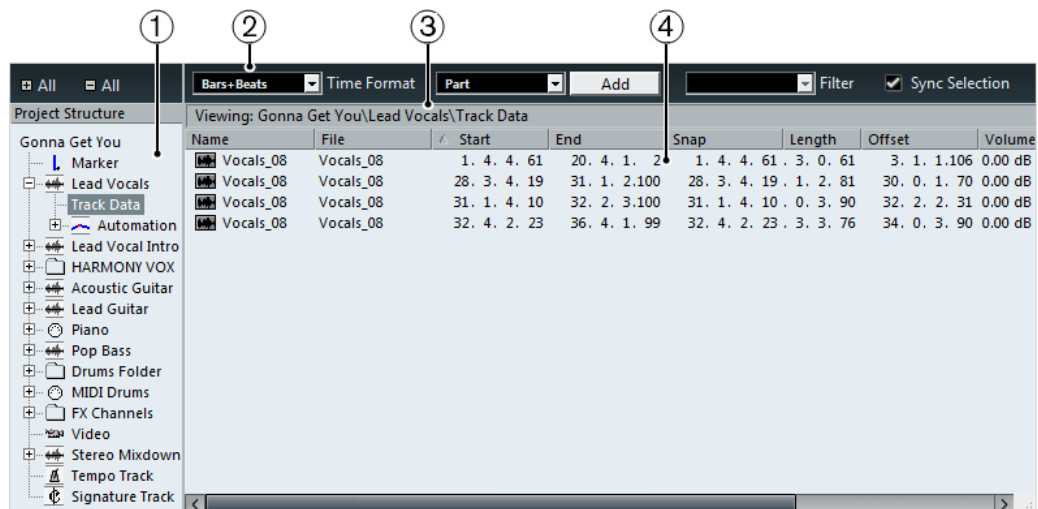 1 2 3 4
All All Bars+Beats Time Format Part Add Filter Sync Selection
Project Structure
Viewing: Gonna Get You\Lead Vocals\Track Data
Name File Start End Snap Length Offset Volume
Vocals_08 Vocals_08 1. 4. 4. 61 20. 4. 1. 2 1. 4. 4. 61 . 3. 0. 61 3. 1. 1.106 0.00 dB
Vocals_08 Vocals_08 28. 3. 4. 19 31. 1. 2.100 28. 3. 4. 19 . 1. 2. 81 30. 0. 1. 70 0.00 dB
Vocals_08 Vocals_08 31. 1. 4. 10 32. 2. 3.100 31. 1. 4. 10 . 0. 3. 90 32. 2. 2. 31 0.00 dB
Vocals_08 Vocals_08 32. 4. 2. 23 36. 4. 1. 99 32. 4. 2. 23 . 3. 3. 76 34. 0. 3. 90 0.00 dB
Gonna Get You
Marker
Lead Vocals
Track Data
Automation
Lead Vocal Intro
HARMONY VOX
Acoustic Guitar
Lead Guitar
Piano
Pop Bass
Drums Folder
MIDI Drums
FX Channels
Video
Stereo Mixdown
Tempo Track
Signature Track